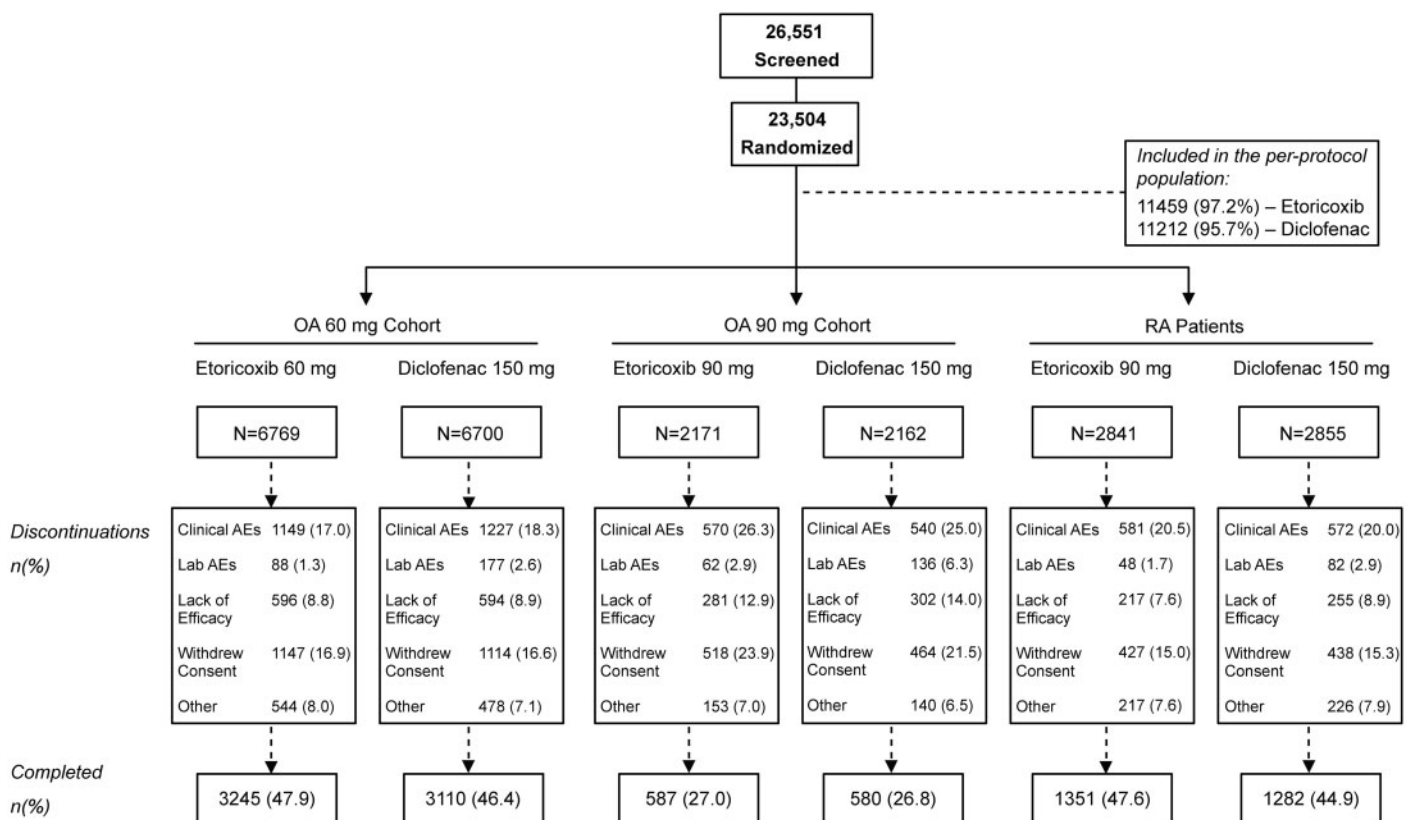 26,551
Screened
23,504
Randomized
Included in the per-protocol
population:
11459 (97.2%) – Etoricoxib
11212 (95.7%) – Diclofenac
OA 60 mg Cohort
OA 90 mg Cohort
RA Patients
Etoricoxib 60 mg
Diclofenac 150 mg
Etoricoxib 90 mg
Diclofenac 150 mg
Etoricoxib 90 mg
Diclofenac 150 mg
N=6769
N=6700
N=2171
N=2162
N=2841
N=2855
Discontinuations
n(%)
Clinical AEs 1149 (17.0)
Lab AEs 88 (1.3)
Lack of
Efficacy 596 (8.8)
Withdrew
Consent 1147 (16.9)
Other 544 (8.0)
Clinical AEs 1227 (18.3)
Lab AEs 177 (2.6)
Lack of
Efficacy 594 (8.9)
Withdrew
Consent 1114 (16.6)
Other 478 (7.1)
Clinical AEs 570 (26.3)
Lab AEs 62 (2.9)
Lack of
Efficacy 281 (12.9)
Withdrew
Consent 518 (23.9)
Other 153 (7.0)
Clinical AEs 540 (25.0)
Lab AEs 136 (6.3)
Lack of
Efficacy 302 (14.0)
Withdrew
Consent 464 (21.5)
Other 140 (6.5)
Clinical AEs 581 (20.5)
Lab AEs 48 (1.7)
Lack of
Efficacy 217 (7.6)
Withdrew
Consent 427 (15.0)
Other 217 (7.6)
Clinical AEs 572 (20.0)
Lab AEs 82 (2.9)
Lack of
Efficacy 255 (8.9)
Withdrew
Consent 438 (15.3)
Other 226 (7.9)
Completed
n(%)
3245 (47.9)
3110 (46.4)
587 (27.0)
580 (26.8)
1351 (47.6)
1282 (44.9)